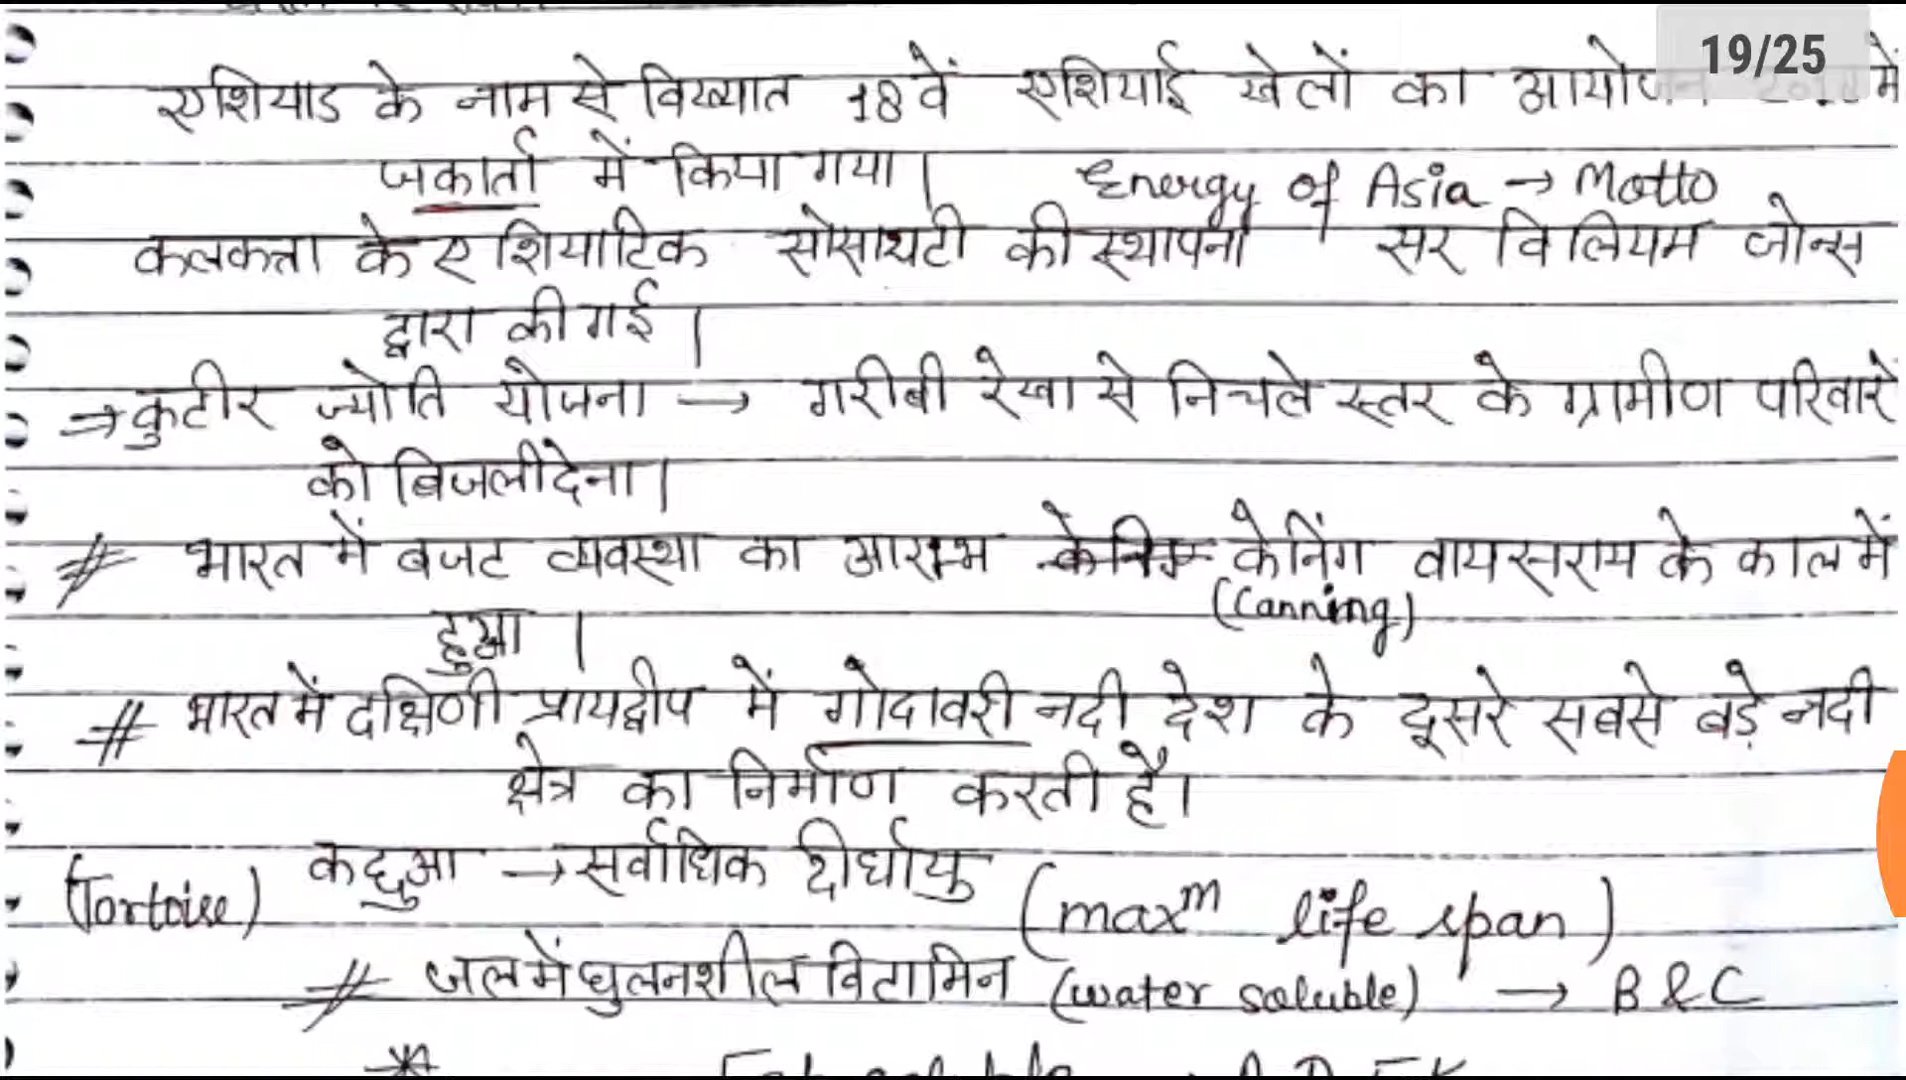 19/25
एशियाड के नाम से विख्यात 18वें एशियाई खेलों का आयोजन 2018 में
जकार्ता में किया गया। Energy of Asia → Motto
कलकत्ता के एशियाटिक सोसायटी की स्थापना सर विलियम जोन्स
द्वारा की गई।
→ कुटीर ज्योति योजना → गरीबी रेखा से निचले स्तर के ग्रामीण परिवारों
को बिजली देना।
# भारत में बजट व्यवस्था का आरम्भ केनिंग वायसराय के काल में
(Canning)
हुआ।
# भारत में दक्षिणी प्रायद्वीप में गोदावरी नदी देश के दूसरे सबसे बड़े नदी
क्षेत्र का निर्माण करती है।
(Tortoise) कछुआ → सर्वाधिक दीर्घायु (maxᵐ life span)
# जल में घुलनशील विटामिन (water soluble) → B & C